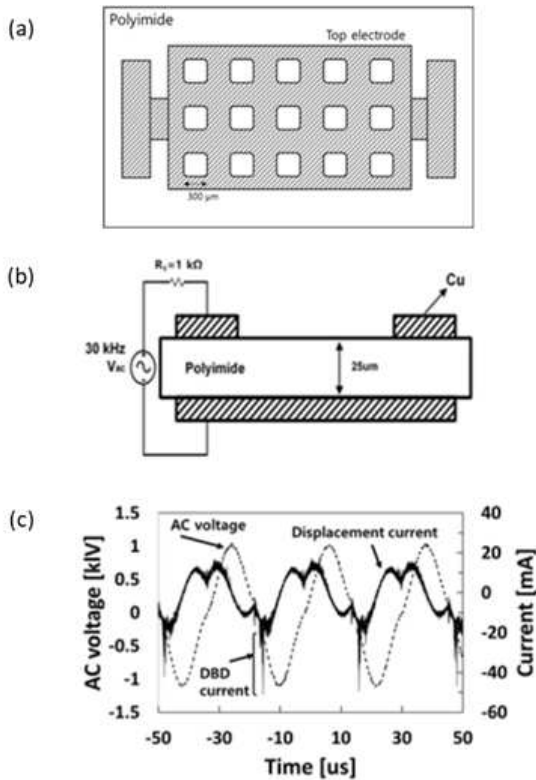 (a)
Polyimide
Top electrode
300 μm
(b)
R₁=1 kΩ
Cu
30 kHz
VAC
Polyimide
25um
(c)
AC voltage [klV]
1.5
1
0.5
0
-0.5
-1
-1.5
AC voltage
Displacement current
DBD
current
40
20
0
-20
-40
-60
Current [mA]
-50
-30
-10
10
30
50
Time [us]